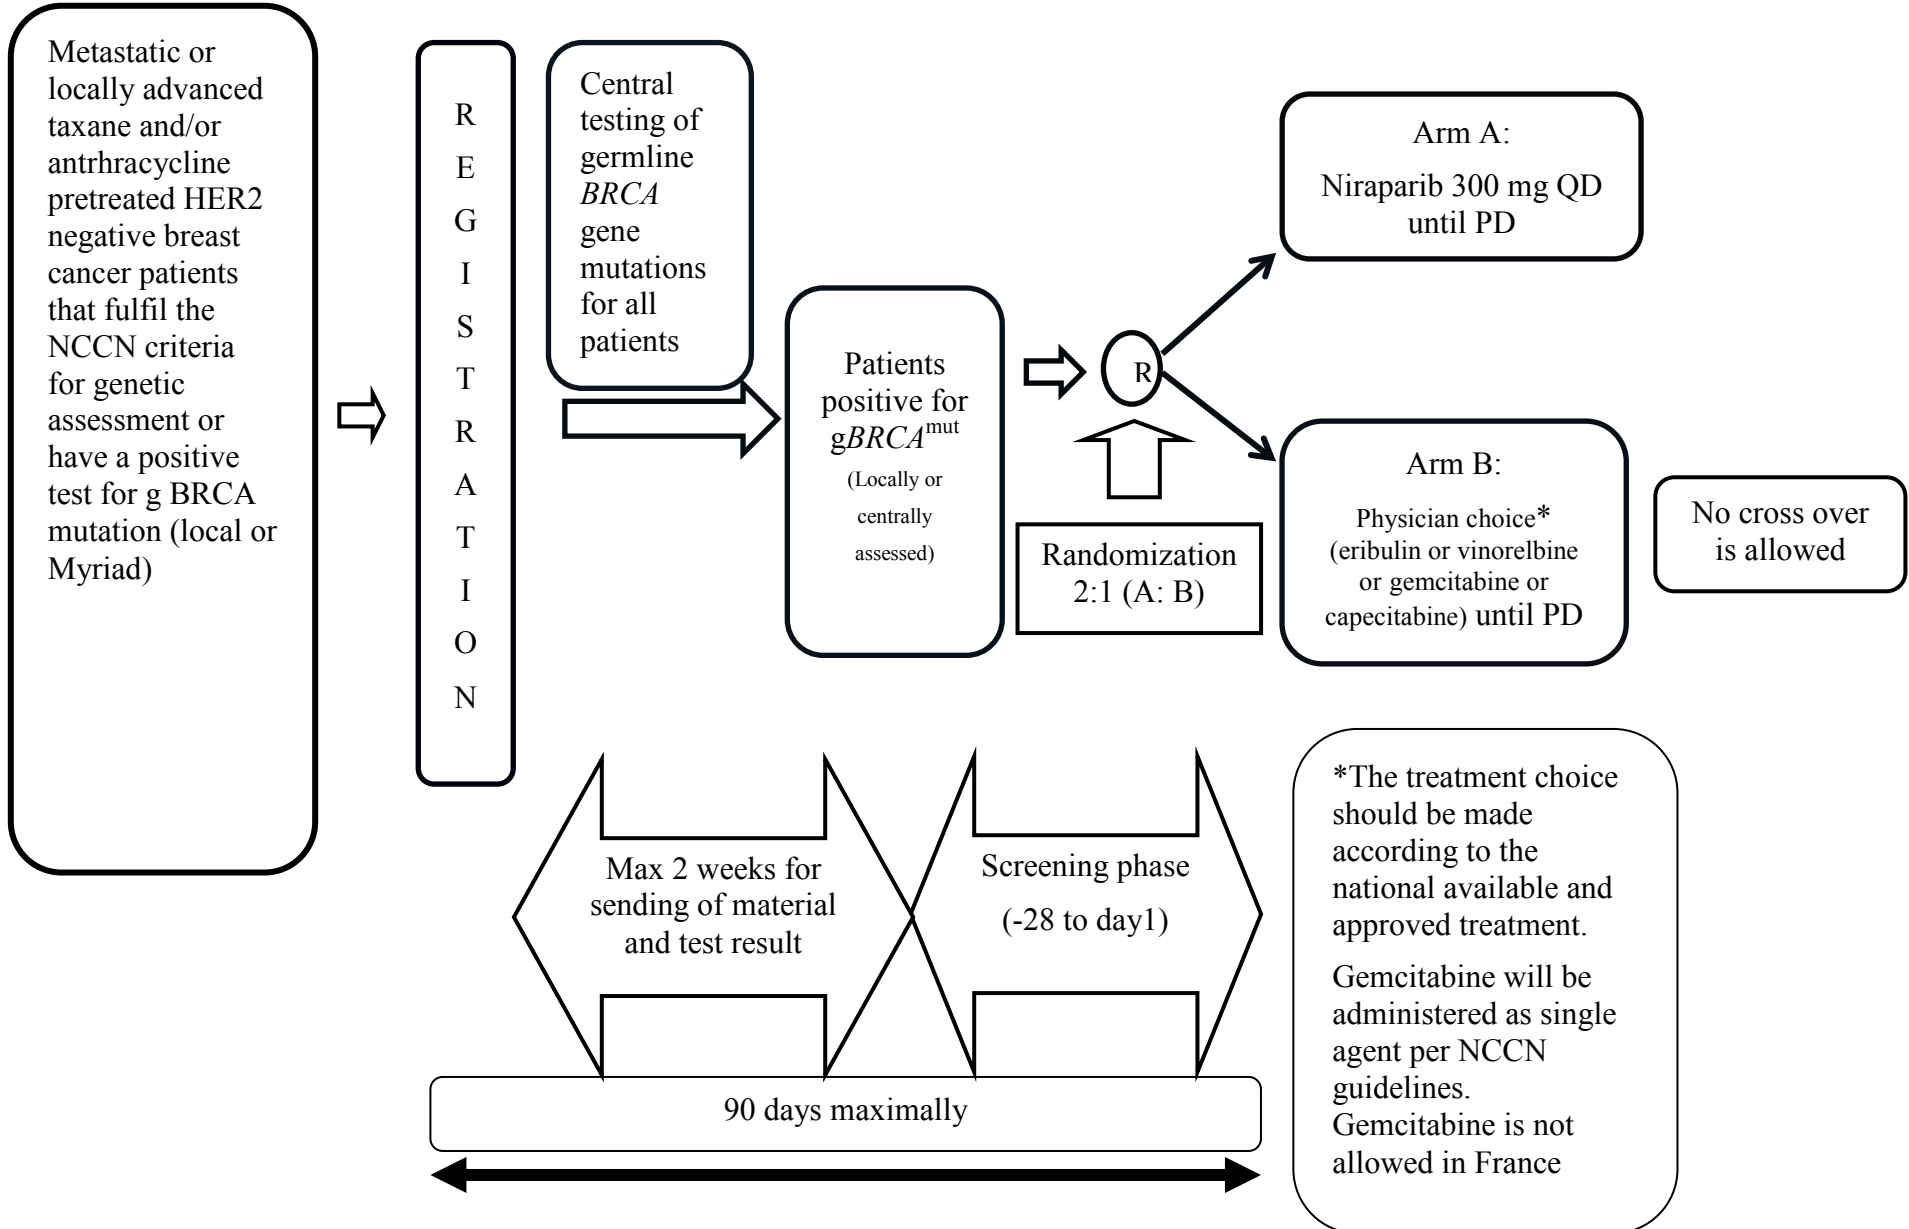 Metastatic or
locally advanced
taxane and/or
antrhracycline
pretreated HER2
negative breast
cancer patients
that fulfil the
NCCN criteria
for genetic
assessment or
have a positive
test for g BRCA
mutation (local or
Myriad)
R
E
G
I
S
T
R
A
T
I
O
N
Central
testing of
germline
BRCA
gene
mutations
for all
patients
Patients
positive for
gBRCAmut
(Locally or
centrally
assessed)
R
Randomization
2:1 (A: B)
Arm A:
Niraparib 300 mg QD
until PD
Arm B:
Physician choice*
(eribulin or vinorelbine
or gemcitabine or
capecitabine) until PD
No cross over
is allowed
Max 2 weeks for
sending of material
and test result
Screening phase
(-28 to day1)
90 days maximally
*The treatment choice
should be made
according to the
national available and
approved treatment.
Gemcitabine will be
administered as single
agent per NCCN
guidelines.
Gemcitabine is not
allowed in France